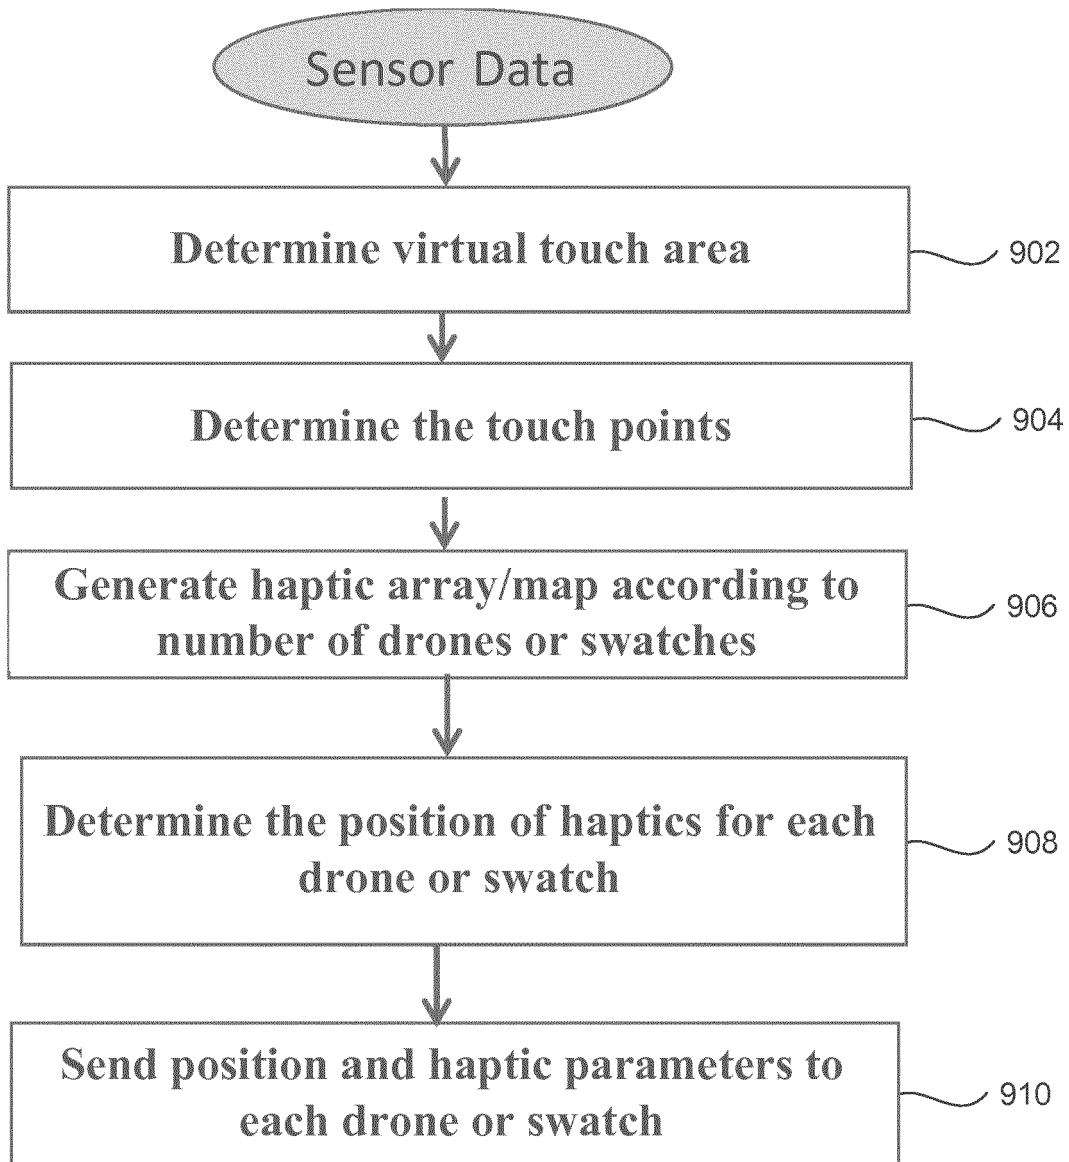 Sensor Data
Determine virtual touch area
902
Determine the touch points
904
Generate haptic array/map according to
number of drones or swatches
906
Determine the position of haptics for each
drone or swatch
908
Send position and haptic parameters to
each drone or swatch
910